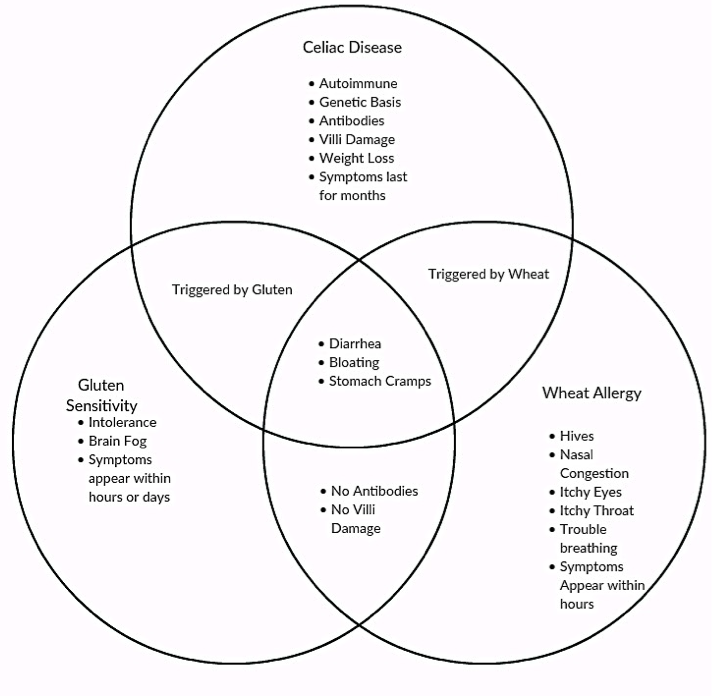 Celiac Disease
• Autoimmune
• Genetic Basis
• Antibodies
• Villi Damage
• Weight Loss
• Symptoms last
for months
Triggered by Gluten
Triggered by Wheat
• Diarrhea
• Bloating
• Stomach Cramps
Gluten
Sensitivity
• Intolerance
• Brain Fog
• Symptoms
appear within
hours or days
Wheat Allergy
• Hives
• Nasal
Congestion
• Itchy Eyes
• Itchy Throat
• Trouble
breathing
• Symptoms
Appear within
hours
• No Antibodies
• No Villi
Damage